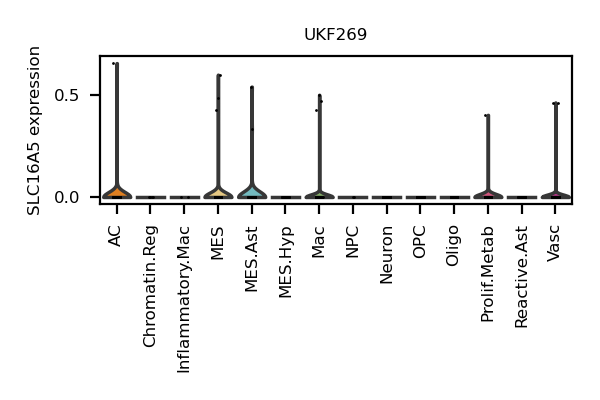 UKF269
SLC16A5 expression
0.5
0.0
AC
Chromatin.Reg
Inflammatory.Mac
MES
MES.Ast
MES.Hyp
Mac
NPC
Neuron
OPC
Oligo
Prolif.Metab
Reactive.Ast
Vasc